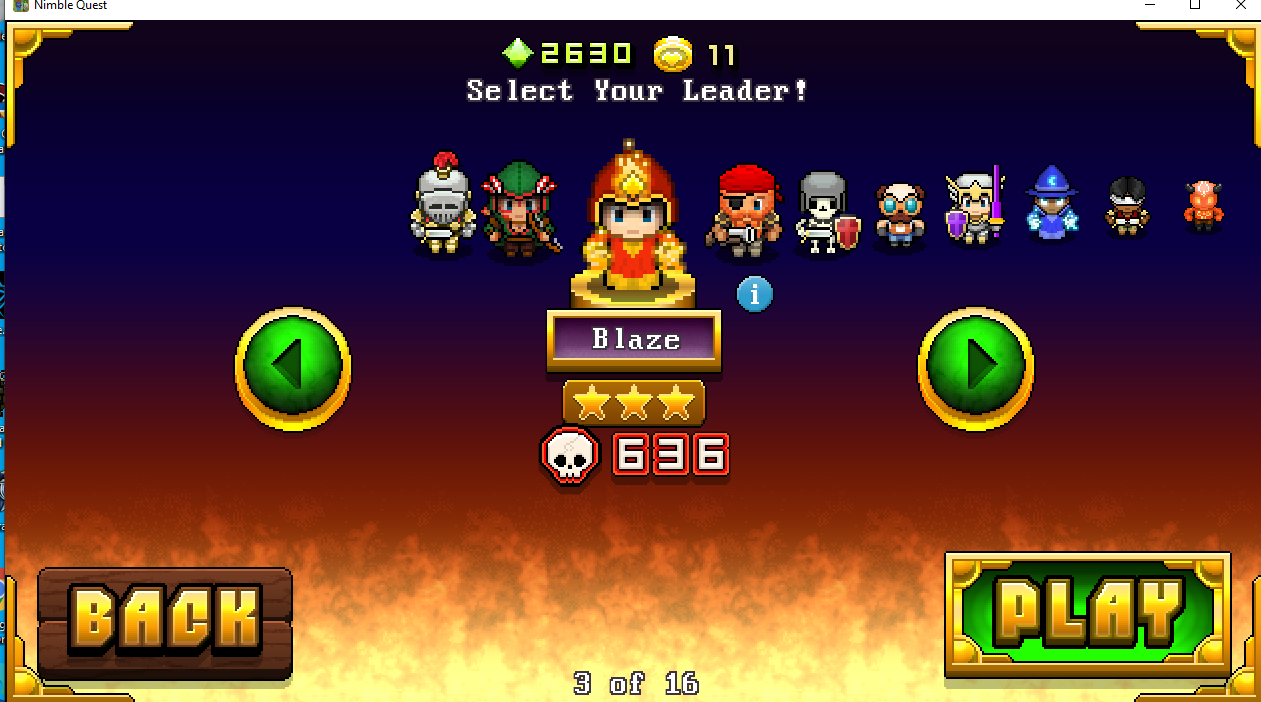 Nimble Quest
2630 11
Select Your Leader!
i
Blaze
636
BACK
PLAY
3 of 16